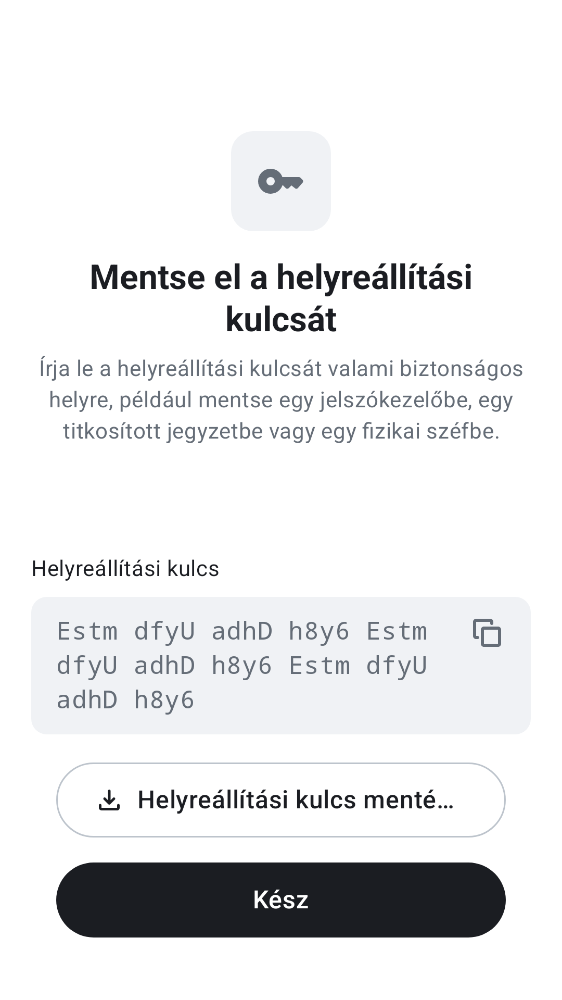 Mentse el a helyreállítási
kulcsát
Írja le a helyreállítási kulcsát valami biztonságos
helyre, például mentse egy jelszókezelőbe, egy
titkosított jegyzetbe vagy egy fizikai széfbe.
Helyreállítási kulcs
Estm dfyU adhD h8y6 Estm
dfyU adhD h8y6 Estm dfyU
adhD h8y6
Helyreállítási kulcs menté…
Kész